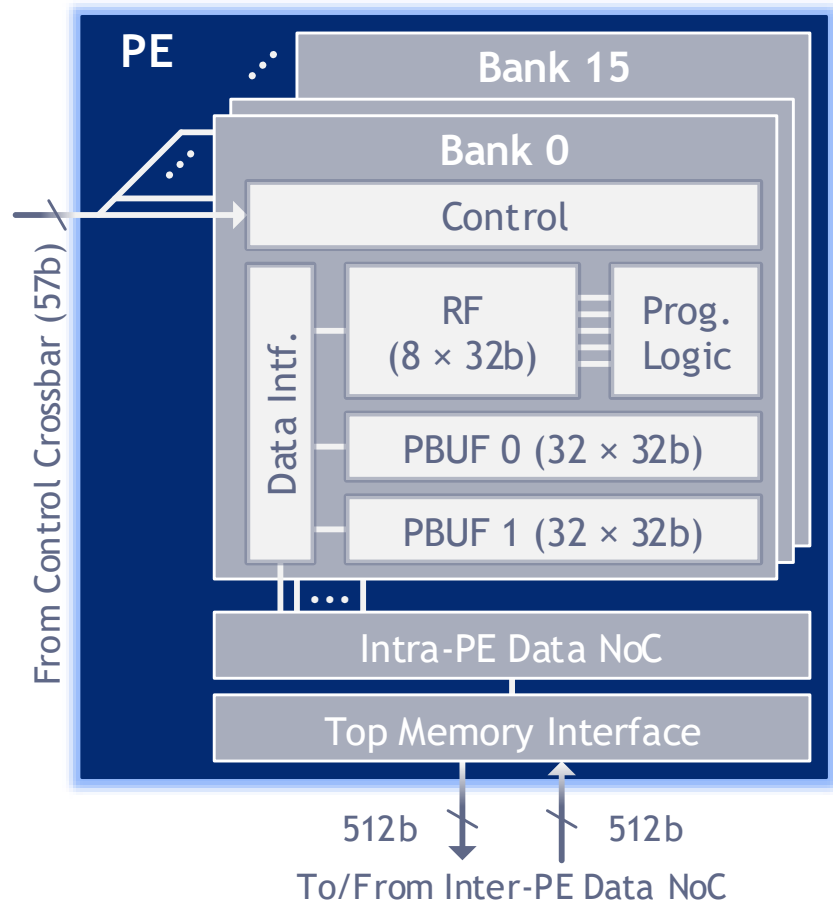 PE
Bank 15
Bank 0
Control
From Control Crossbar (57b)
Data Intf.
RF
(8 × 32b)
Prog.
Logic
PBUF 0 (32 × 32b)
PBUF 1 (32 × 32b)
Intra-PE Data NoC
Top Memory Interface
512b
512b
To/From Inter-PE Data NoC